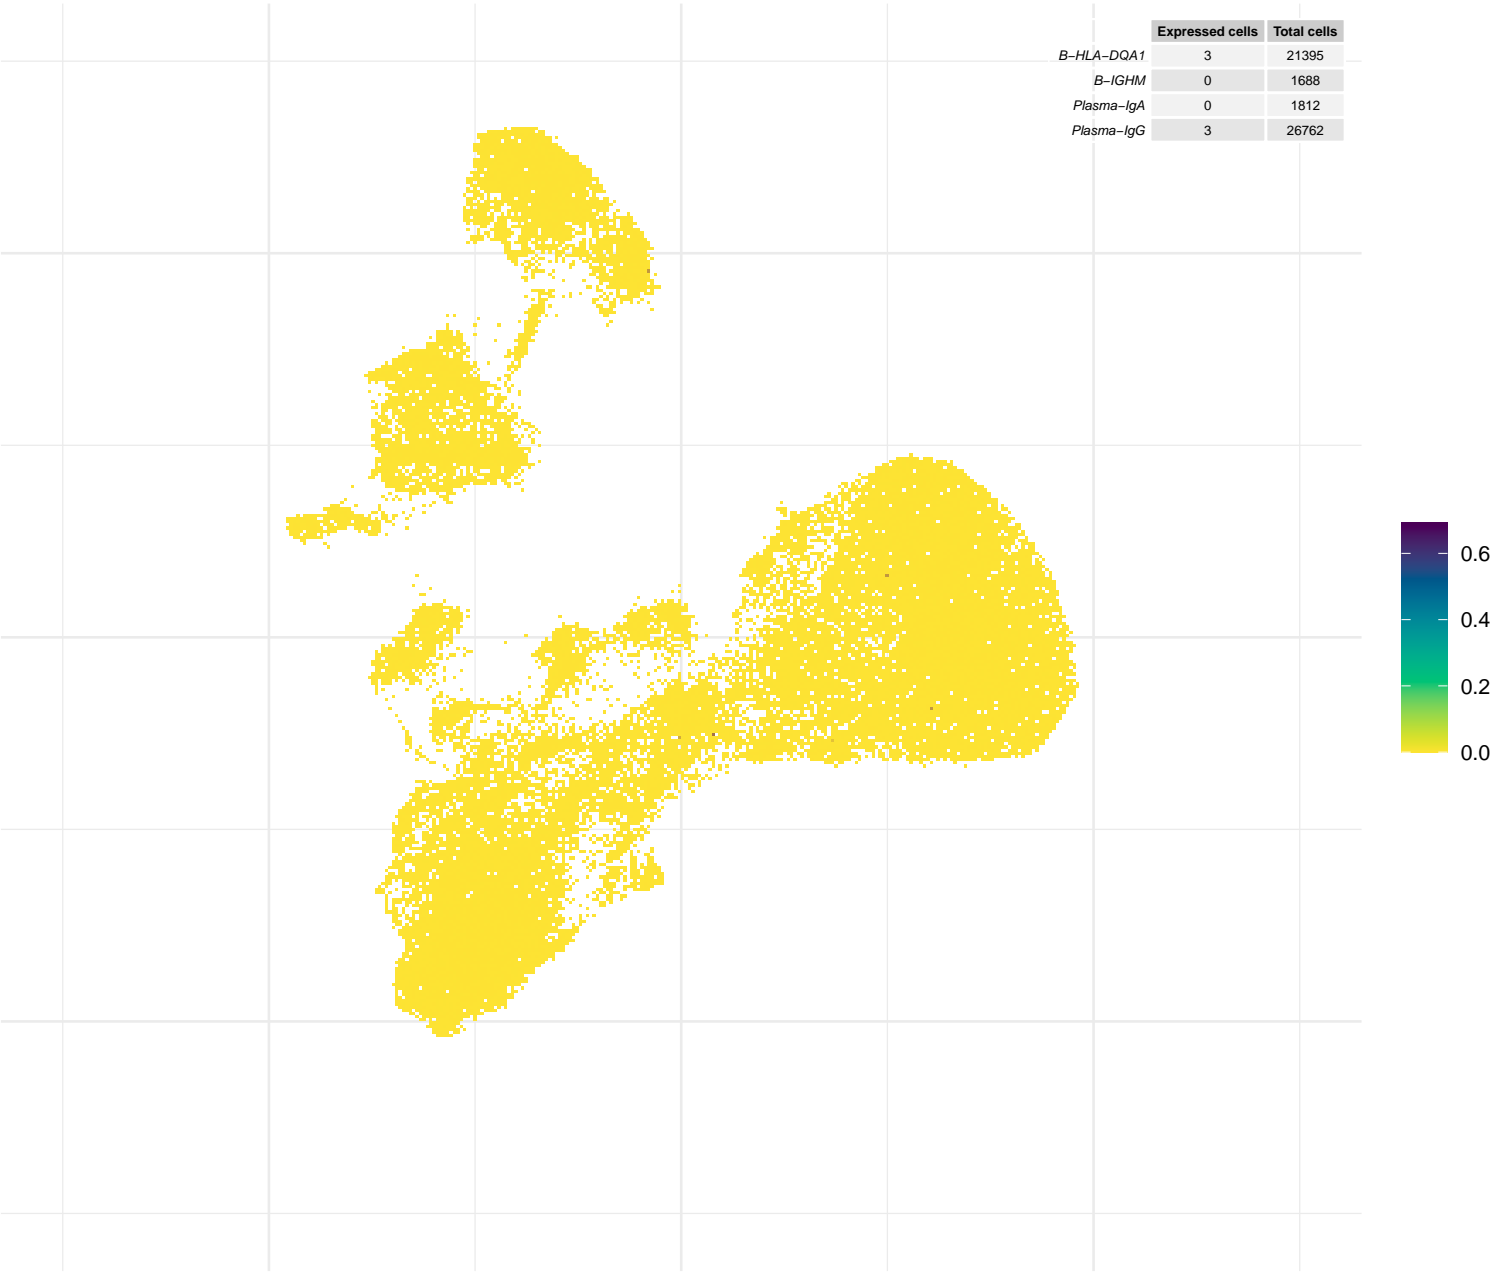 Expressed cells Total cells
B−HLA−DQA1 3 21395
B−IGHM 0 1688
Plasma−IgA 0 1812
Plasma−IgG 3 26762
0.6
0.4
0.2
0.0